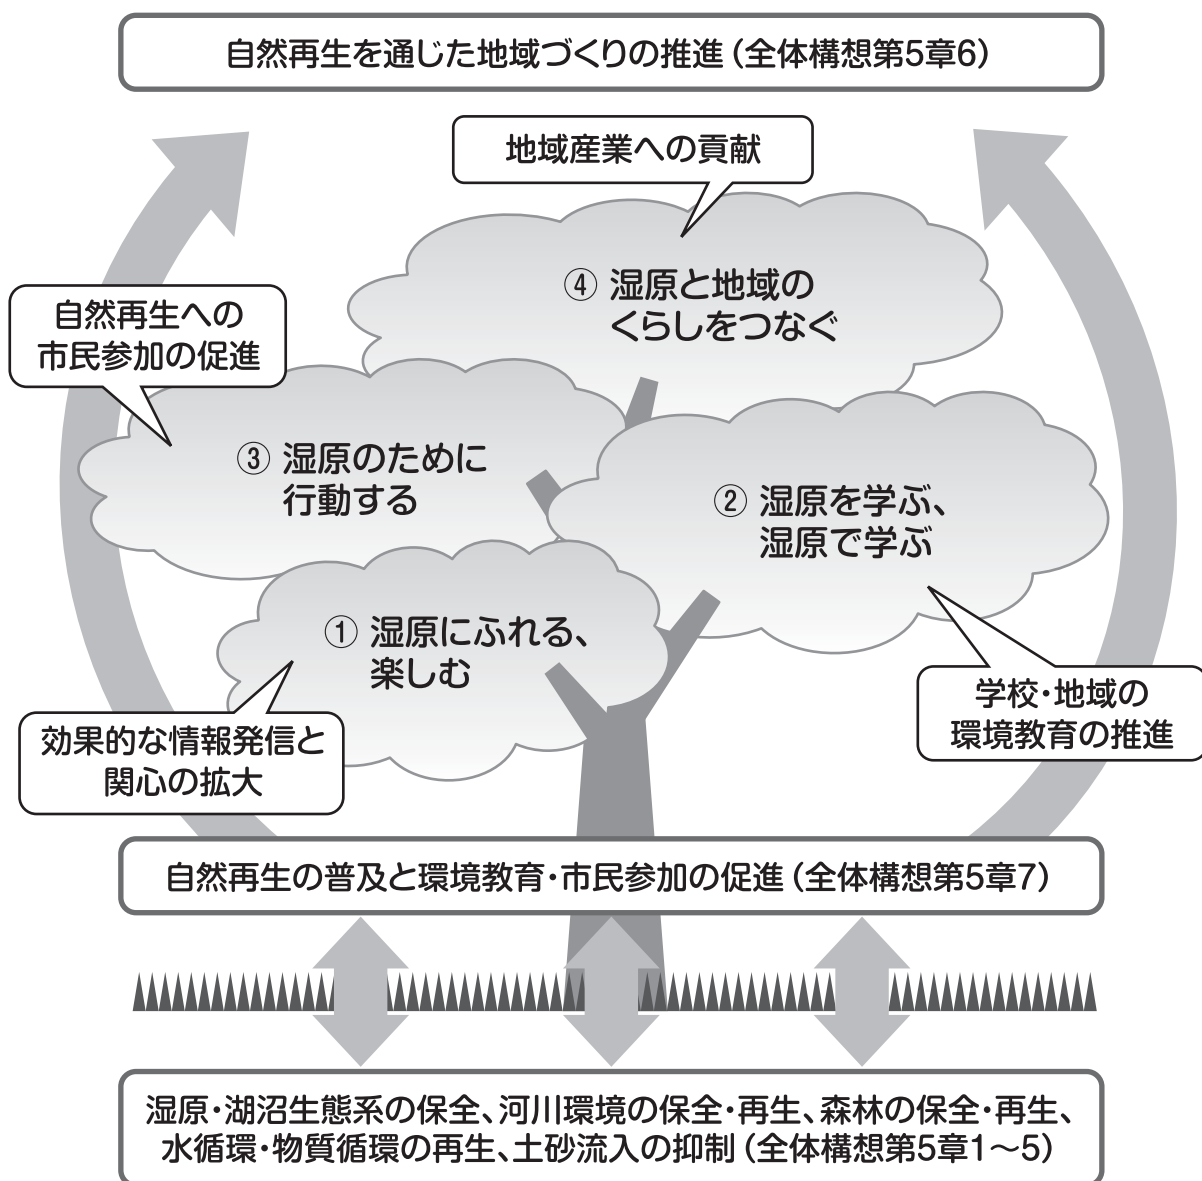 自然再生を通じた地域づくりの推進（全体構想第5章6）
地域産業への貢献
④ 湿原と地域の
くらしをつなぐ
自然再生への
市民参加の促進
③ 湿原のために
行動する
② 湿原を学ぶ、
湿原で学ぶ
① 湿原にふれる、
楽しむ
学校・地域の
環境教育の推進
効果的な情報発信と
関心の拡大
自然再生の普及と環境教育・市民参加の促進（全体構想第5章7）
湿原・湖沼生態系の保全、河川環境の保全・再生、森林の保全・再生、
水循環・物質循環の再生、土砂流入の抑制（全体構想第5章1～5）